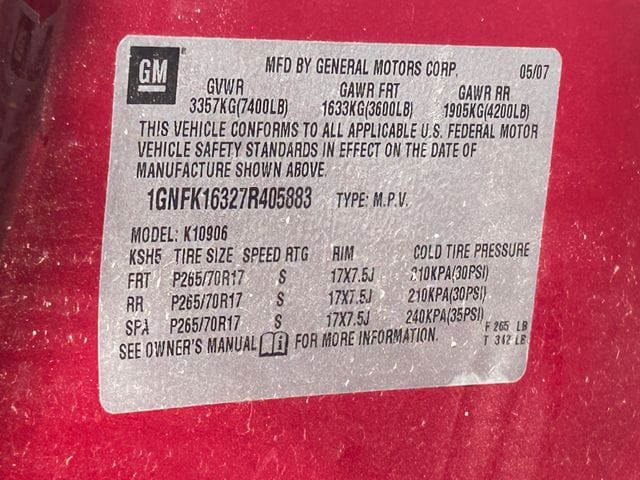 GM
MFD BY GENERAL MOTORS CORP. 05/07
GVWR GAWR FRT GAWR RR
3357KG(7400LB) 1633KG(3600LB) 1905KG(4200LB)
THIS VEHICLE CONFORMS TO ALL APPLICABLE U.S. FEDERAL MOTOR
VEHICLE SAFETY STANDARDS IN EFFECT ON THE DATE OF
MANUFACTURE SHOWN ABOVE.
1GNFK16327R405883 TYPE: M.P.V.
MODEL: K10906
KSH5 TIRE SIZE SPEED RTG RIM COLD TIRE PRESSURE
FRT P265/70R17 S 17X7.5J 210KPA(30PSI)
RR P265/70R17 S 17X7.5J 210KPA(30PSI)
SPA P265/70R17 S 17X7.5J 240KPA(35PSI) F 265 LB
SEE OWNER'S MANUAL i FOR MORE INFORMATION. T 342 LB